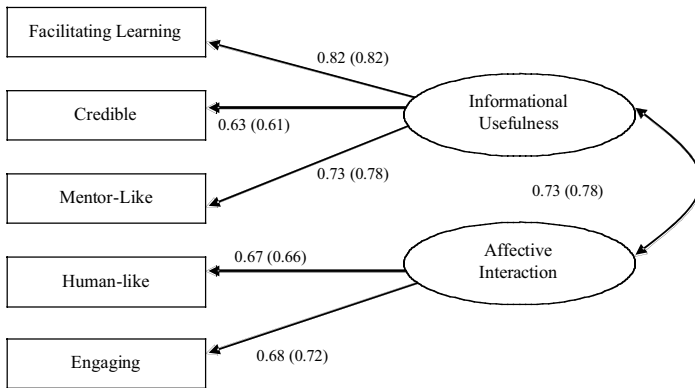 Facilitating Learning
0.82 (0.82)
Credible
0.63 (0.61)
Informational
Usefulness
Mentor-Like
0.73 (0.78)
0.73 (0.78)
Human-like
0.67 (0.66)
Affective
Interaction
Engaging
0.68 (0.72)